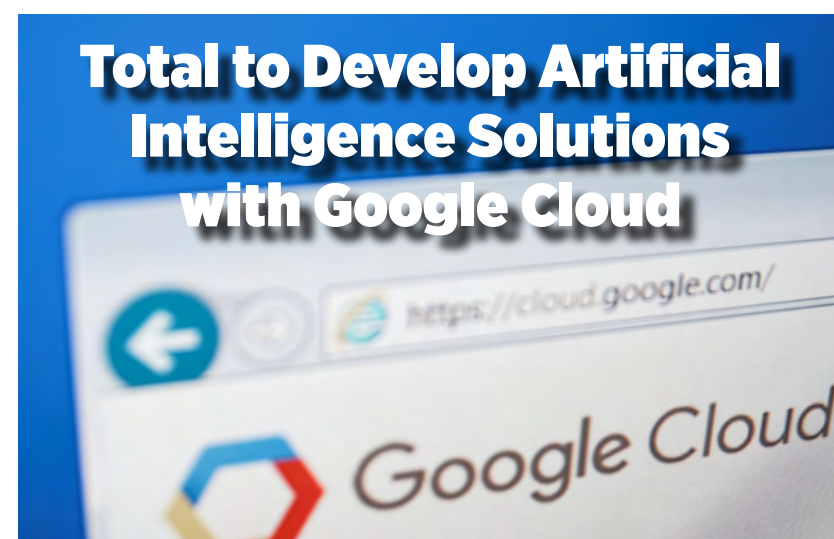 Total to Develop Artificial
Intelligence Solutions
with Google Cloud
https://cloud.google.com/
Google Cloud